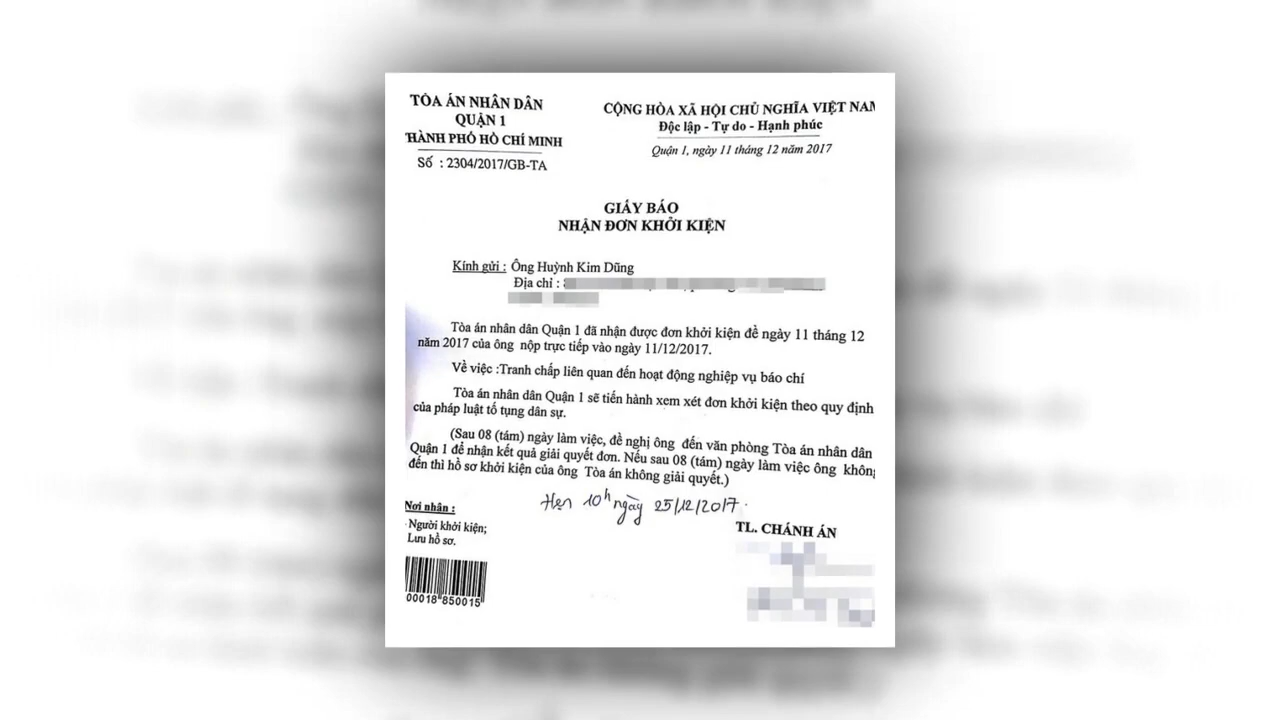 TÒA ÁN NHÂN DÂN
QUẬN 1
THÀNH PHỐ HỒ CHÍ MINH
Số : 2304/2017/GB-TA
CỘNG HÒA XÃ HỘI CHỦ NGHĨA VIỆT NAM
Độc lập - Tự do - Hạnh phúc
Quận 1, ngày 11 tháng 12 năm 2017
GIẤY BÁO
NHẬN ĐƠN KHỞI KIỆN
Kính gửi : Ông Huỳnh Kim Dũng
Địa chỉ :
Tòa án nhân dân Quận 1 đã nhận được đơn khởi kiện đề ngày 11 tháng 12
năm 2017 của ông nộp trực tiếp vào ngày 11/12/2017.
Về việc :Tranh chấp liên quan đến hoạt động nghiệp vụ báo chí
Tòa án nhân dân Quận 1 sẽ tiến hành xem xét đơn khởi kiện theo quy định
của pháp luật tố tụng dân sự.
(Sau 08 (tám) ngày làm việc, đề nghị ông đến văn phòng Tòa án nhân dân
Quận 1 để nhận kết quả giải quyết đơn. Nếu sau 08 (tám) ngày làm việc ông không
đến thì hồ sơ khởi kiện của ông Tòa án không giải quyết.)
Hẹn 10h ngày 25/12/2017.
Nơi nhận :
Người khởi kiện;
Lưu hồ sơ.
TL. CHÁNH ÁN
00018 850015